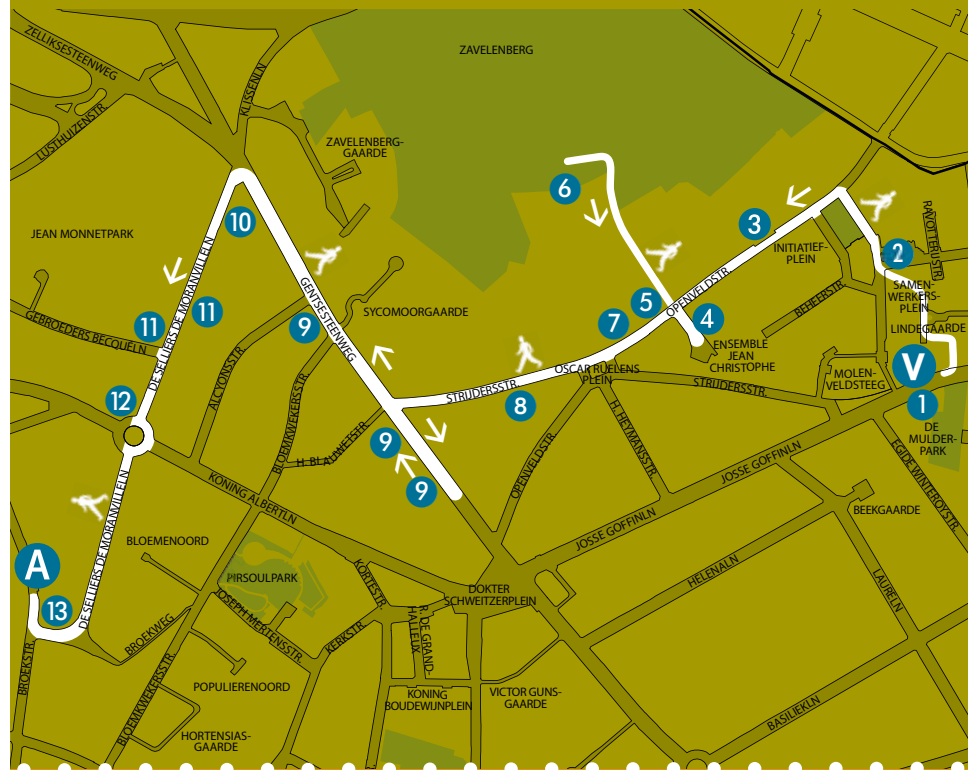 ZELLIKSESTEENWEG
ZAVELENBERG
KLISSENLN
LUSTHUIZENSTR.
ZAVELENBERG-
GAARDE
6
3
10
JEAN MONNETPARK
INITIATIEF-
PLEIN
RAVOTTERIJSTR.
2
DE SELLIERS DE MORANVILLELN
GENTSESTEENWEG
OPENVELDSTR.
SAMEN-
WERKERS-
PLEIN
BEHEERSTR.
SYCOMOORGAARDE
5
4
7
11
11
9
GEBROEDERS BECQUELN
LINDEGAARDE
ENSEMBLE
JEAN
CHRISTOPHE
OSCAR RUELENS
PLEIN
V
MOLEN-
VELDSTEEG
ALCYONSSTR.
STRIJDERSSTR.
STRIJDERSSTR.
12
8
1
BLOEMKWEKERSSTR.
DE
MULDER-
PARK
9
H. BLAUWETSTR.
H. HEYMANSSTR.
OPENVELDSTR.
JOSSE GOFFINLN
EGIDE WINTEROYSTR.
9
KONING ALBERTLN
DE SELLIERS DE MORANVILLELN
BEEKGAARDE
JOSSE GOFFINLN
BLOEMENOORD
A
HELENALN
PIRSOULPARK
KORTESTR.
DOKTER
SCHWEITZERPLEIN
LAURELN
13
JOSEPH MERTENSSTR.
KERKSTR.
R. DE GRAND-
HALLEUX
BROEKWEG
BROEKSTR.
BLOEMKWEKERSSTR.
POPULIERENOORD
KONING
BOUDEWIJNPLEIN
VICTOR GUNS-
GAARDE
BASILIEKLN
HORTENSIAS-
GAARDE